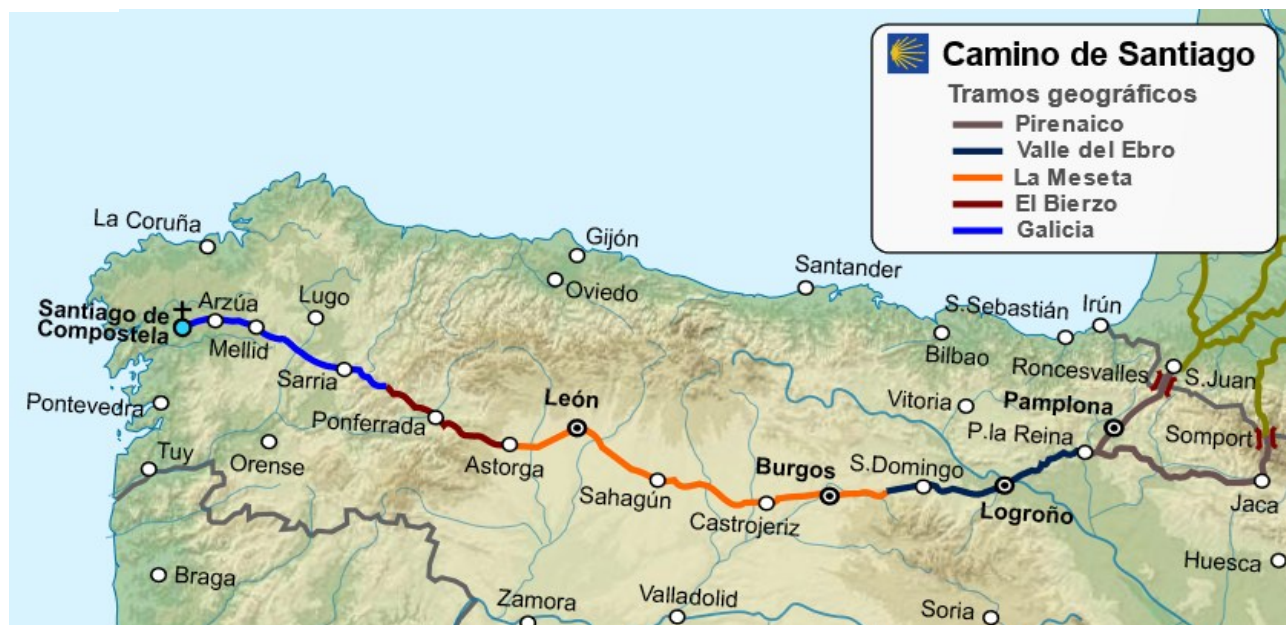 Camino de Santiago
Tramos geográficos
Pirenaico
Valle del Ebro
La Meseta
El Bierzo
Galicia
La Coruña
Gijón
Oviedo
Santander
S.Sebastián
Irún
Santiago de
Compostela
Arzúa
Lugo
Mellid
Bilbao
Roncesvalles
S.Juan
Sarria
Pontevedra
León
Vitoria
Pamplona
Ponferrada
P.la Reina
Somport
Tuy
Orense
Astorga
Burgos
S.Domingo
Sahagún
Castrojeriz
Logroño
Jaca
Huesca
Braga
Zamora
Valladolid
Soria